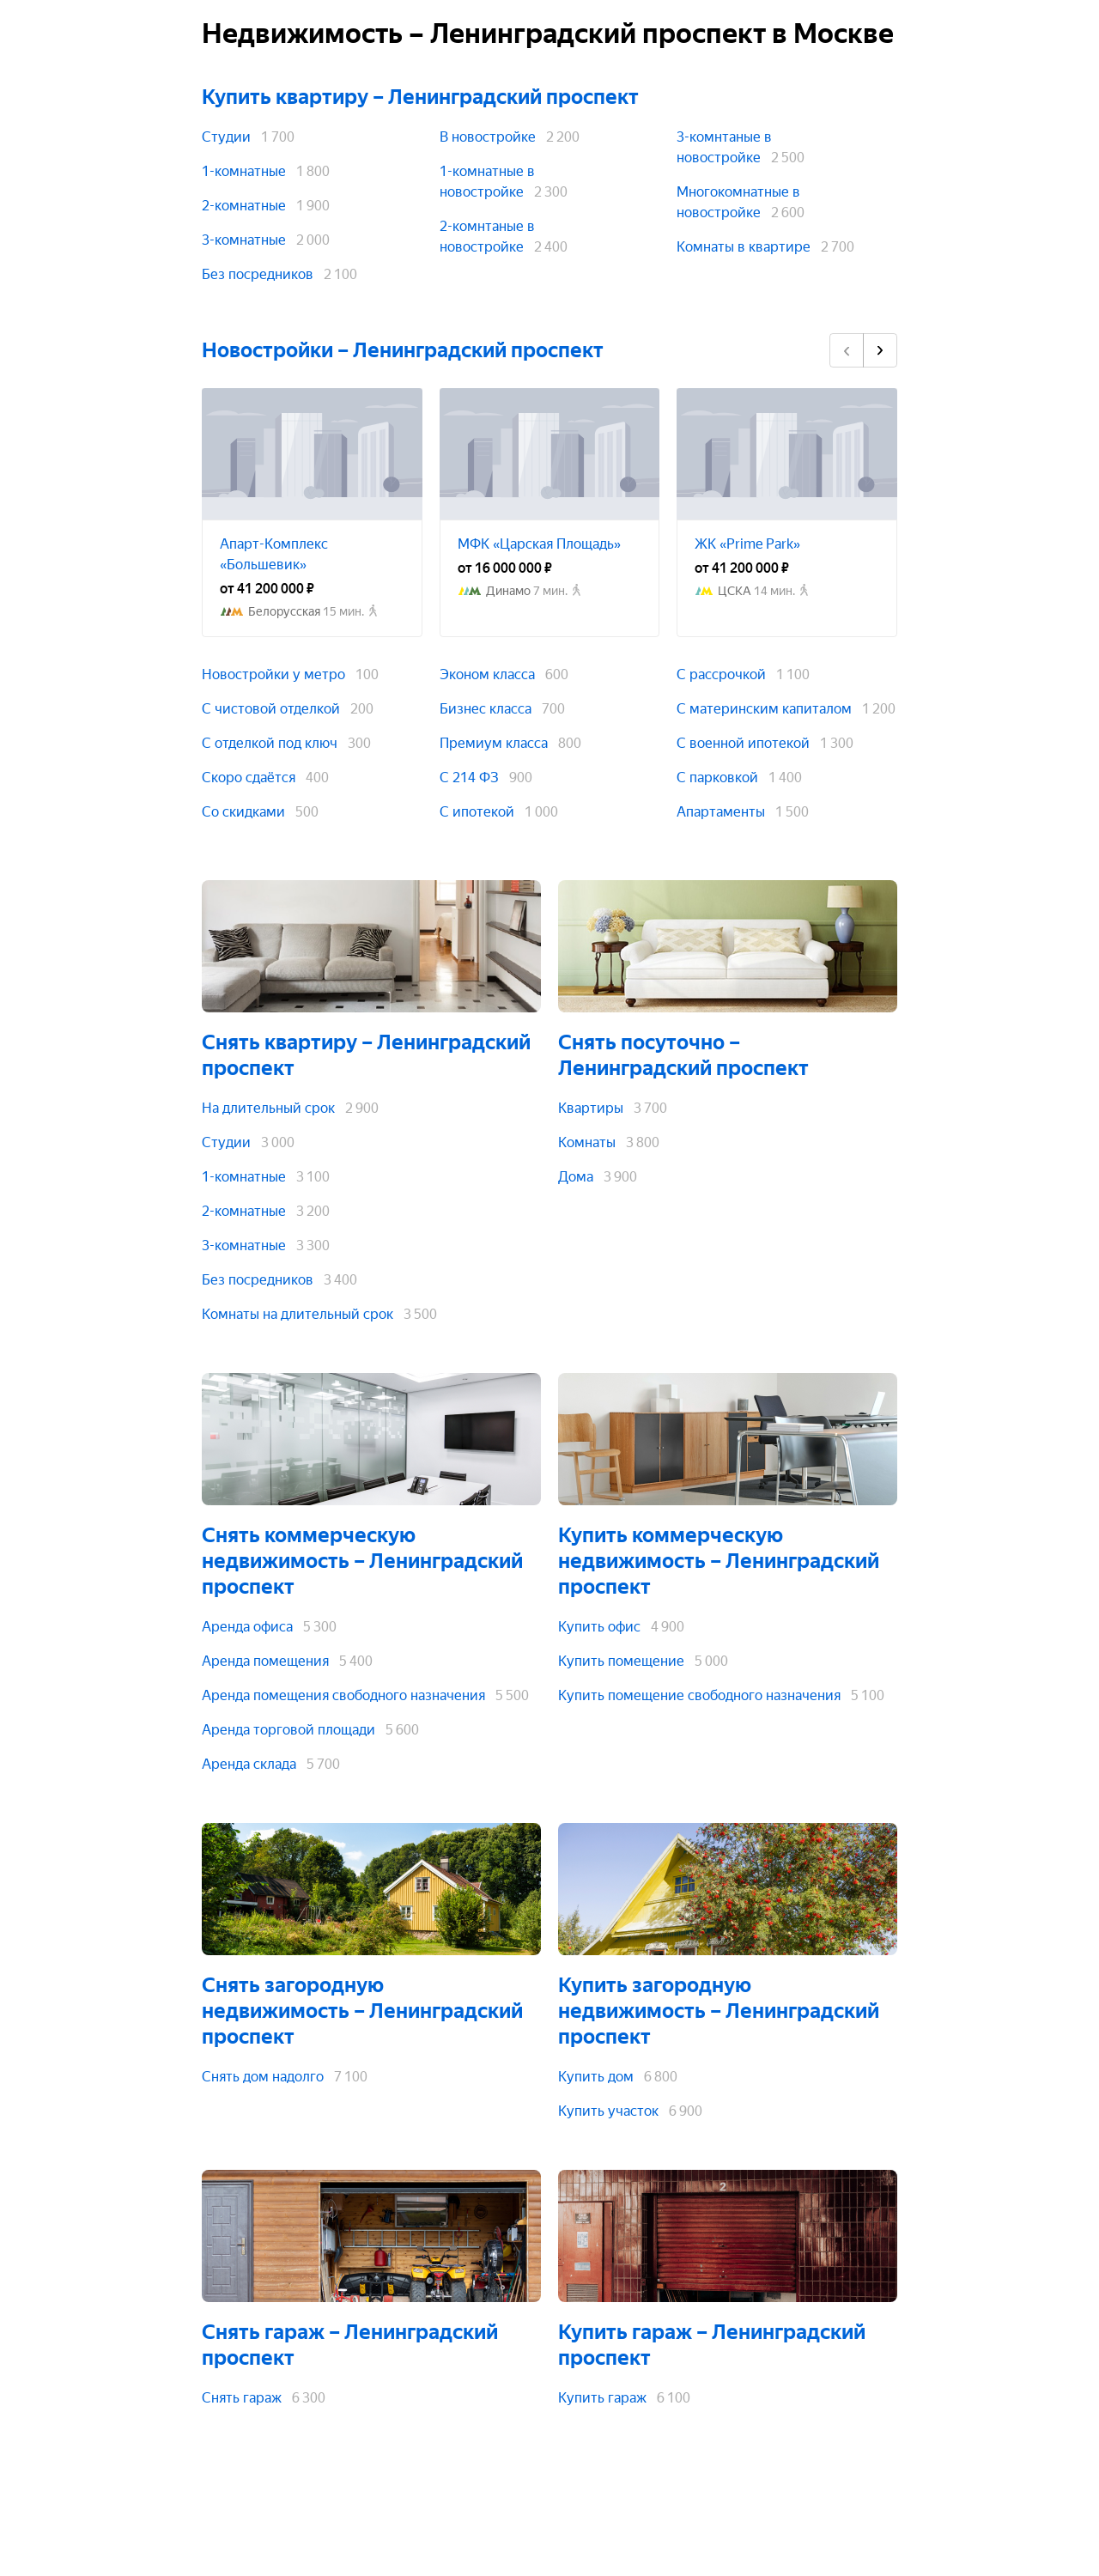 Недвижимость – Ленинградский проспект в Москве
Купить квартиру – Ленинградский проспект
Студии 1 700
1-комнатные 1 800
2-комнатные 1 900
3-комнатные 2 000
Без посредников 2 100
В новостройке 2 200
1-комнатные в
новостройке 2 300
2-комнтаные в
новостройке 2 400
3-комнтаные в
новостройке 2 500
Многокомнатные в
новостройке 2 600
Комнаты в квартире 2 700
Новостройки – Ленинградский проспект
Апарт-Комплекс
«Большевик»
от 41 200 000 ₽
Белорусская 15 мин.
МФК «Царская Площадь»
от 16 000 000 ₽
Динамо 7 мин.
ЖК «Prime Park»
от 41 200 000 ₽
ЦСКА 14 мин.
Новостройки у метро 100
С чистовой отделкой 200
С отделкой под ключ 300
Скоро сдаётся 400
Со скидками 500
Эконом класса 600
Бизнес класса 700
Премиум класса 800
С 214 ФЗ 900
С ипотекой 1 000
С рассрочкой 1 100
С материнским капиталом 1 200
С военной ипотекой 1 300
С парковкой 1 400
Апартаменты 1 500
Снять квартиру – Ленинградский
проспект
На длительный срок 2 900
Студии 3 000
1-комнатные 3 100
2-комнатные 3 200
3-комнатные 3 300
Без посредников 3 400
Комнаты на длительный срок 3 500
Снять посуточно –
Ленинградский проспект
Квартиры 3 700
Комнаты 3 800
Дома 3 900
Снять коммерческую
недвижимость – Ленинградский
проспект
Аренда офиса 5 300
Аренда помещения 5 400
Аренда помещения свободного назначения 5 500
Аренда торговой площади 5 600
Аренда склада 5 700
Купить коммерческую
недвижимость – Ленинградский
проспект
Купить офис 4 900
Купить помещение 5 000
Купить помещение свободного назначения 5 100
Снять загородную
недвижимость – Ленинградский
проспект
Снять дом надолго 7 100
Купить загородную
недвижимость – Ленинградский
проспект
Купить дом 6 800
Купить участок 6 900
2
Снять гараж – Ленинградский
проспект
Снять гараж 6 300
Купить гараж – Ленинградский
проспект
Купить гараж 6 100